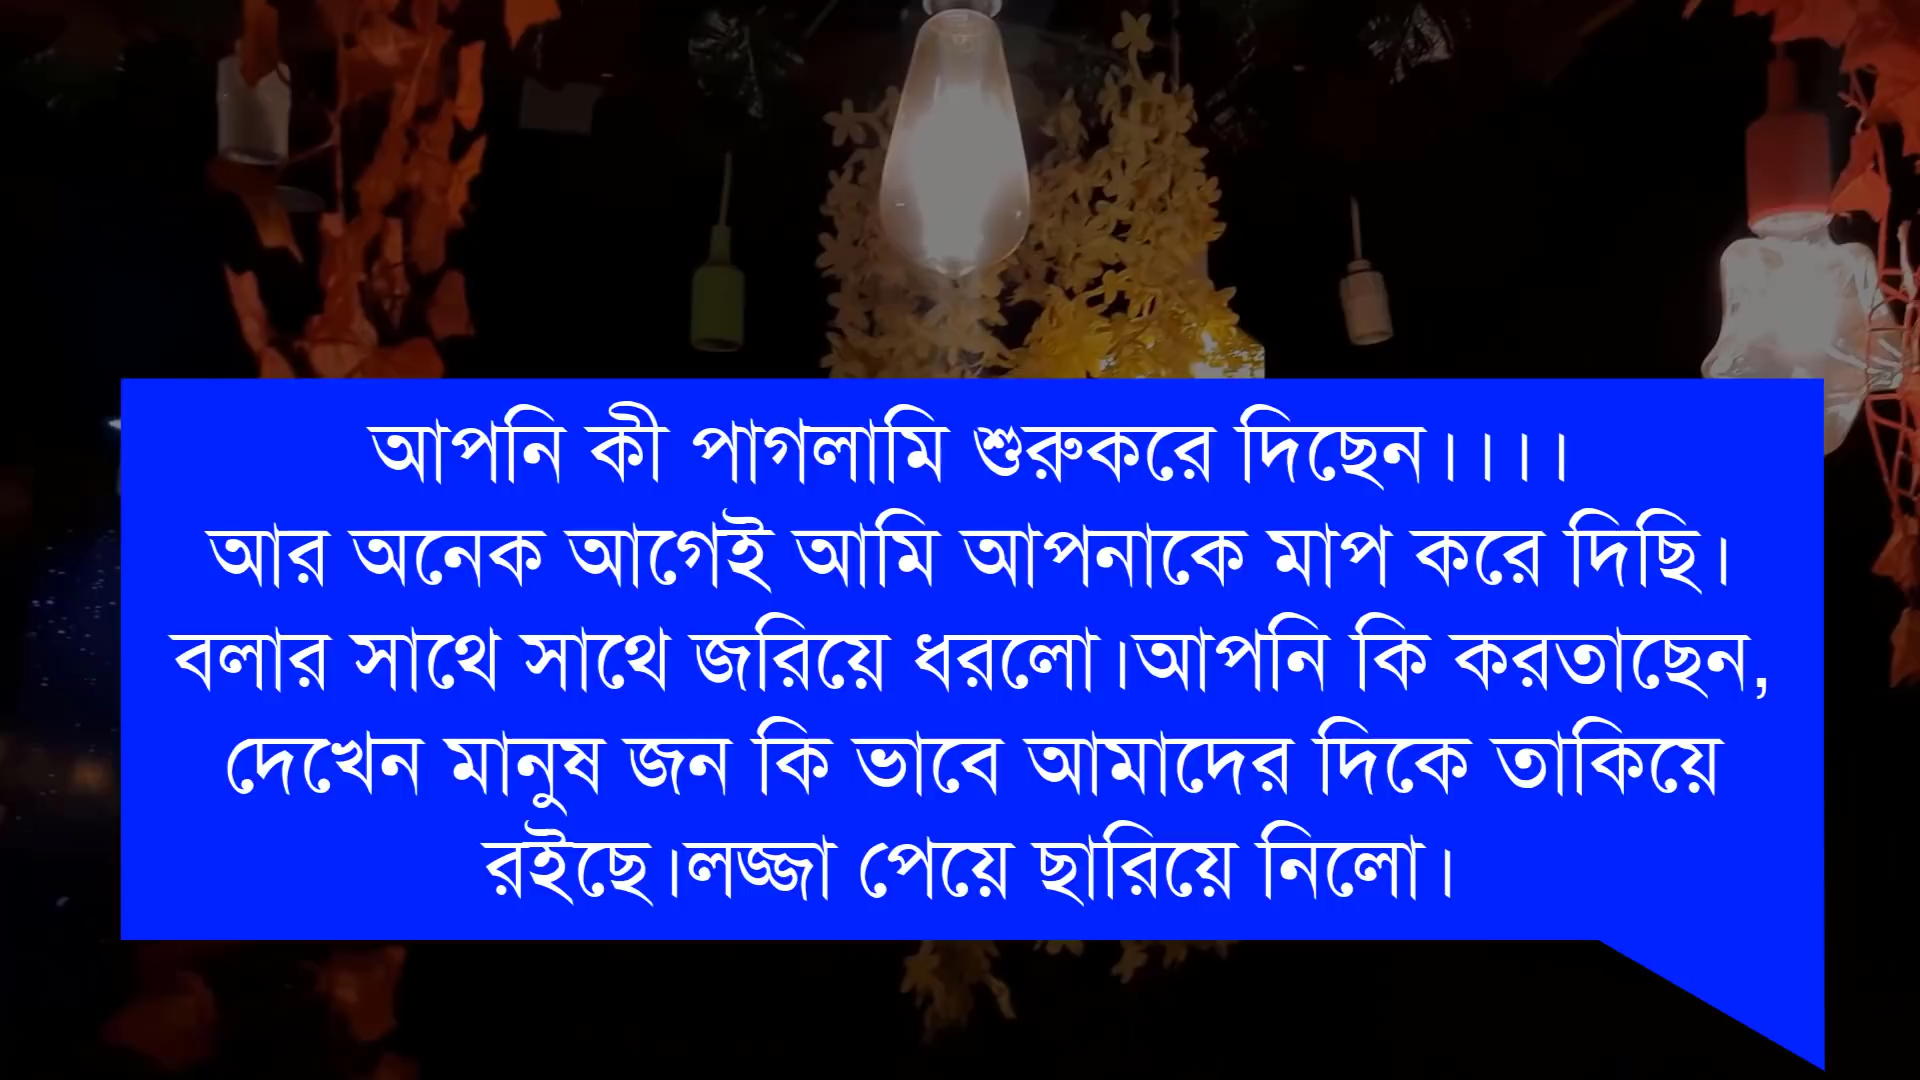 আপনি কী পাগলামি শুরুকরে দিছেন।।।।
আর অনেক আগেই আমি আপনাকে মাপ করে দিছি।
বলার সাথে সাথে জরিয়ে ধরলো।আপনি কি করতাছেন,
দেখেন মানুষ জন কি ভাবে আমাদের দিকে তাকিয়ে
রইছে।লজ্জা পেয়ে ছারিয়ে নিলো।